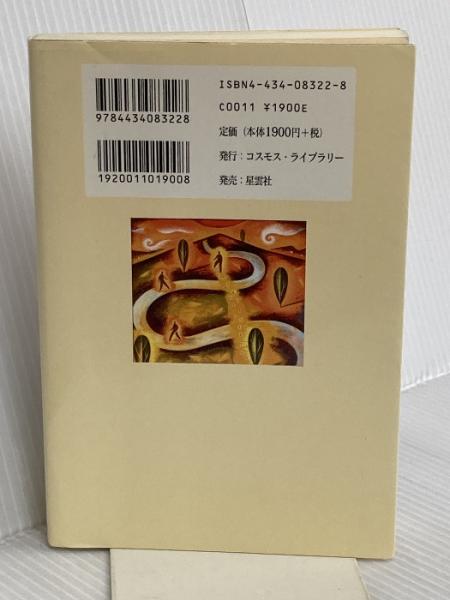 ISBN4-434-08322-8
C0011 ¥1900E
9784434083228
定価（本体1900円+税）
発行：コスモス・ライブラリー
1920011019008
発売：星雲社